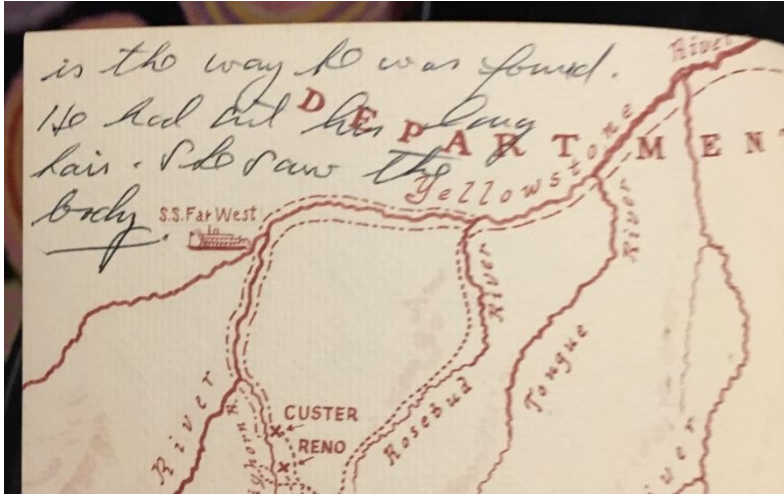 is the way he was found.
He had cut his long
hair. She saw the
body.
River
DEPARTMEN
Yellowstone
S.S. Far West
River
River
Tongue
Rosebud
River
CUSTER
RENO